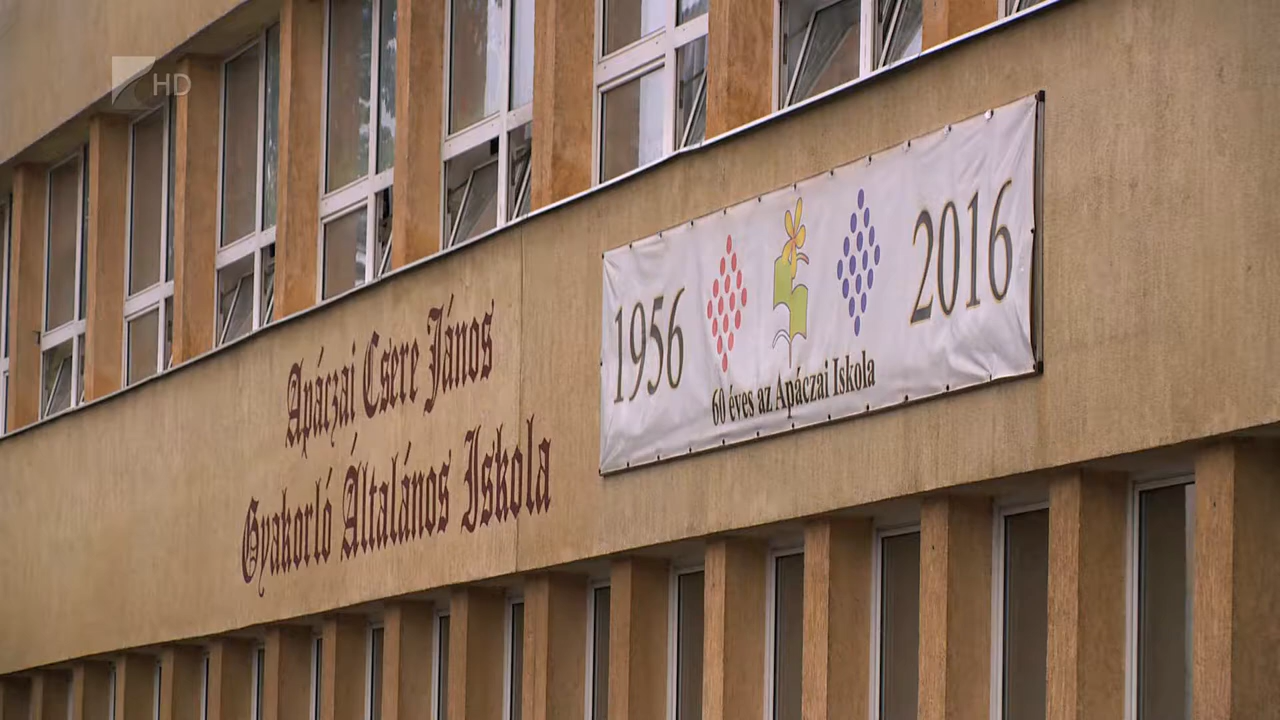 HD
Apáczai Csere János
Gyakorló Általános Iskola
1956
2016
60 éves az Apáczai Iskola